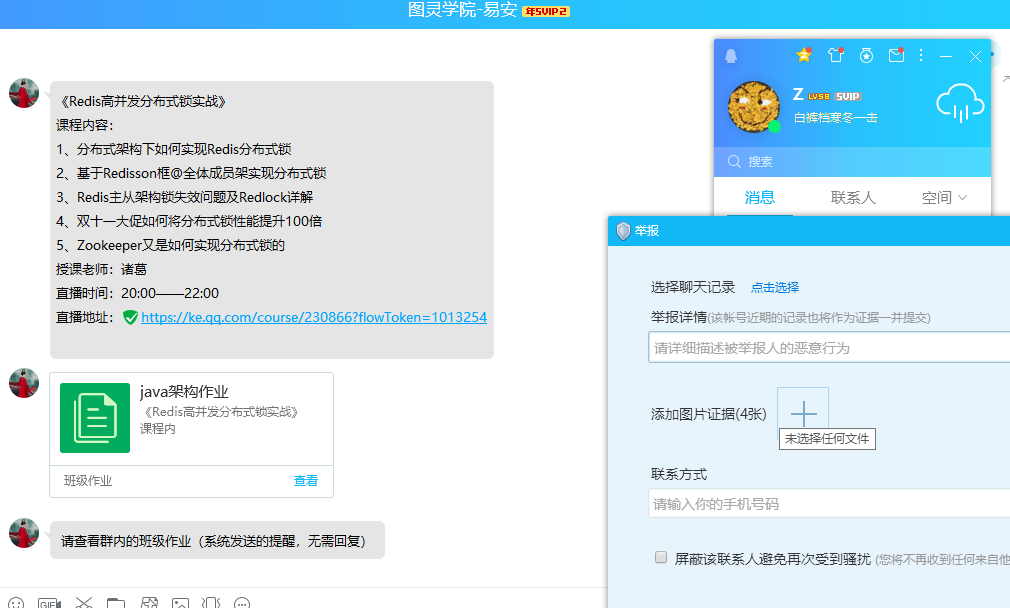 图灵学院-易安 年SVIP2
《Redis高并发分布式锁实战》
课程内容：
1、分布式架构下如何实现Redis分布式锁
2、基于Redisson框@全体成员架实现分布式锁
3、Redis主从架构锁失效问题及Redlock详解
4、双十一大促如何将分布式锁性能提升100倍
5、Zookeeper又是如何实现分布式锁的
授课老师：诸葛
直播时间：20:00——22:00
直播地址：https://ke.qq.com/course/230866?flowToken=1013254
java架构作业
《Redis高并发分布式锁实战》
课程内
班级作业 查看
请查看群内的班级作业（系统发送的提醒，无需回复）
GIF
Z LV58 SVIP
白裤档寒冬一击
搜索
消息 联系人 空间
举报
选择聊天记录 点击选择
举报详情(该帐号近期的记录也将作为证据一并提交)
请详细描述被举报人的恶意行为
添加图片证据(4张)
未选择任何文件
联系方式
请输入你的手机号码
屏蔽该联系人避免再次受到骚扰 (您将不再收到任何来自他